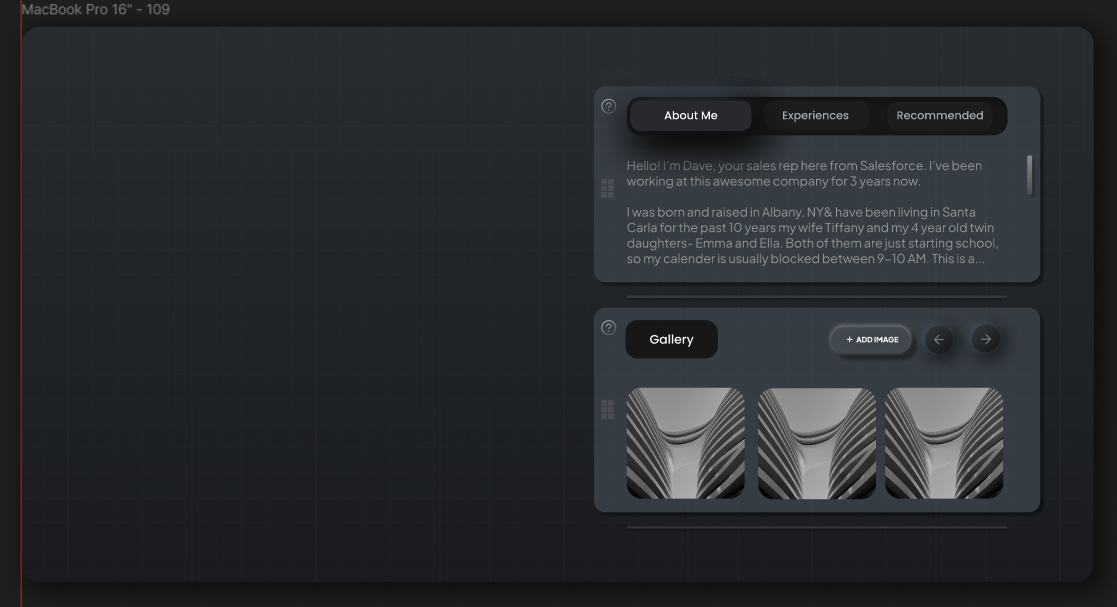 MacBook Pro 16" - 109
About Me
Experiences
Recommended
Hello! I'm Dave, your sales rep here from Salesforce. I've been
working at this awesome company for 3 years now.
I was born and raised in Albany, NY& have been living in Santa
Carla for the past 10 years my wife Tiffany and my 4 year old twin
daughters- Emma and Ella. Both of them are just starting school,
so my calender is usually blocked between 9-10 AM. This is a...
Gallery
+ ADD IMAGE